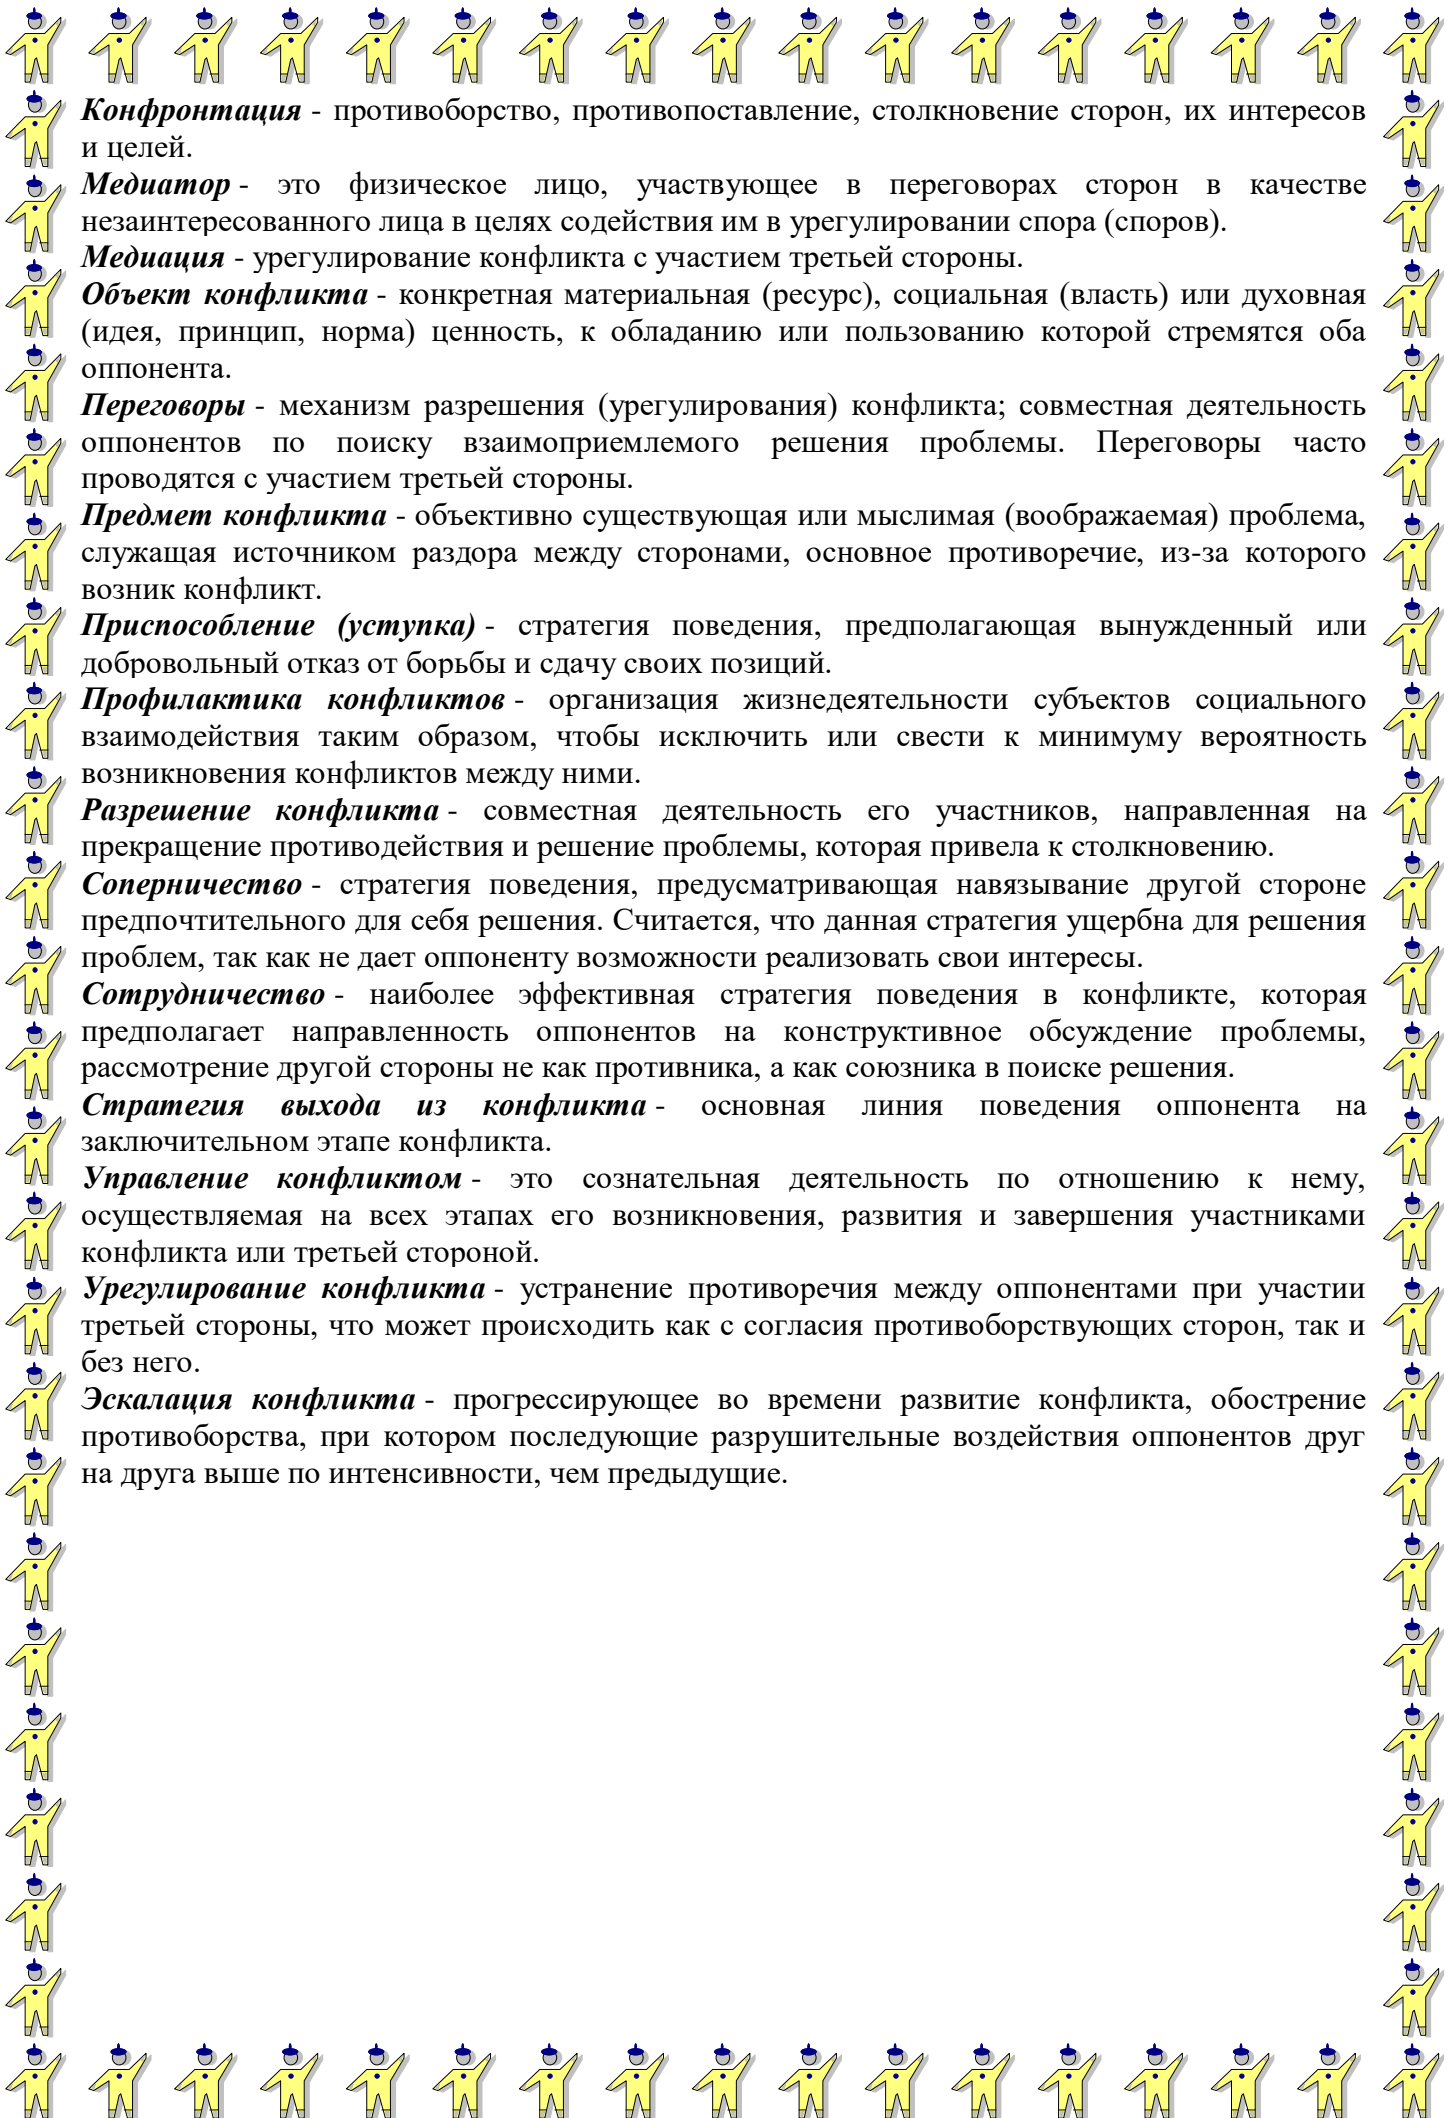 Конфронтация - противоборство, противопоставление, столкновение сторон, их интересов
и целей.
Медиатор - это физическое лицо, участвующее в переговорах сторон в качестве
незаинтересованного лица в целях содействия им в урегулировании спора (споров).
Медиация - урегулирование конфликта с участием третьей стороны.
Объект конфликта - конкретная материальная (ресурс), социальная (власть) или духовная
(идея, принцип, норма) ценность, к обладанию или пользованию которой стремятся оба
оппонента.
Переговоры - механизм разрешения (урегулирования) конфликта; совместная деятельность
оппонентов по поиску взаимоприемлемого решения проблемы. Переговоры часто
проводятся с участием третьей стороны.
Предмет конфликта - объективно существующая или мыслимая (воображаемая) проблема,
служащая источником раздора между сторонами, основное противоречие, из-за которого
возник конфликт.
Приспособление (уступка) - стратегия поведения, предполагающая вынужденный или
добровольный отказ от борьбы и сдачу своих позиций.
Профилактика конфликтов - организация жизнедеятельности субъектов социального
взаимодействия таким образом, чтобы исключить или свести к минимуму вероятность
возникновения конфликтов между ними.
Разрешение конфликта - совместная деятельность его участников, направленная на
прекращение противодействия и решение проблемы, которая привела к столкновению.
Соперничество - стратегия поведения, предусматривающая навязывание другой стороне
предпочтительного для себя решения. Считается, что данная стратегия ущербна для решения
проблем, так как не дает оппоненту возможности реализовать свои интересы.
Сотрудничество - наиболее эффективная стратегия поведения в конфликте, которая
предполагает направленность оппонентов на конструктивное обсуждение проблемы,
рассмотрение другой стороны не как противника, а как союзника в поиске решения.
Стратегия выхода из конфликта - основная линия поведения оппонента на
заключительном этапе конфликта.
Управление конфликтом - это сознательная деятельность по отношению к нему,
осуществляемая на всех этапах его возникновения, развития и завершения участниками
конфликта или третьей стороной.
Урегулирование конфликта - устранение противоречия между оппонентами при участии
третьей стороны, что может происходить как с согласия противоборствующих сторон, так и
без него.
Эскалация конфликта - прогрессирующее во времени развитие конфликта, обострение
противоборства, при котором последующие разрушительные воздействия оппонентов друг
на друга выше по интенсивности, чем предыдущие.